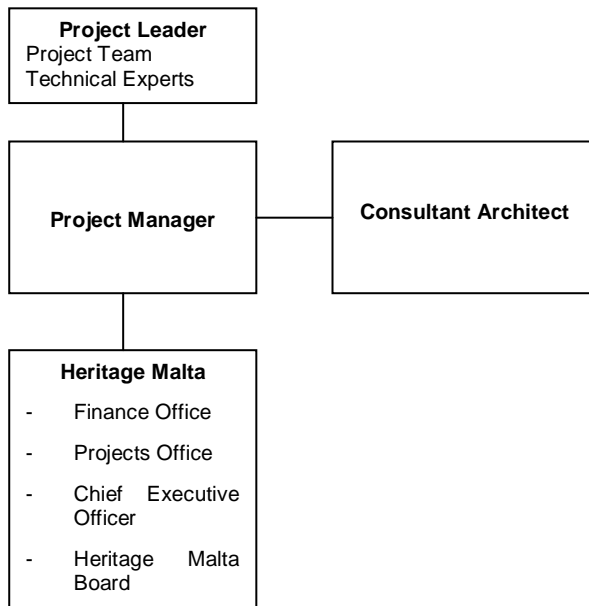 Project Leader
Project Team
Technical Experts
Project Manager
Consultant Architect
Heritage Malta
- Finance Office
- Projects Office
- Chief Executive
Officer
- Heritage Malta
Board